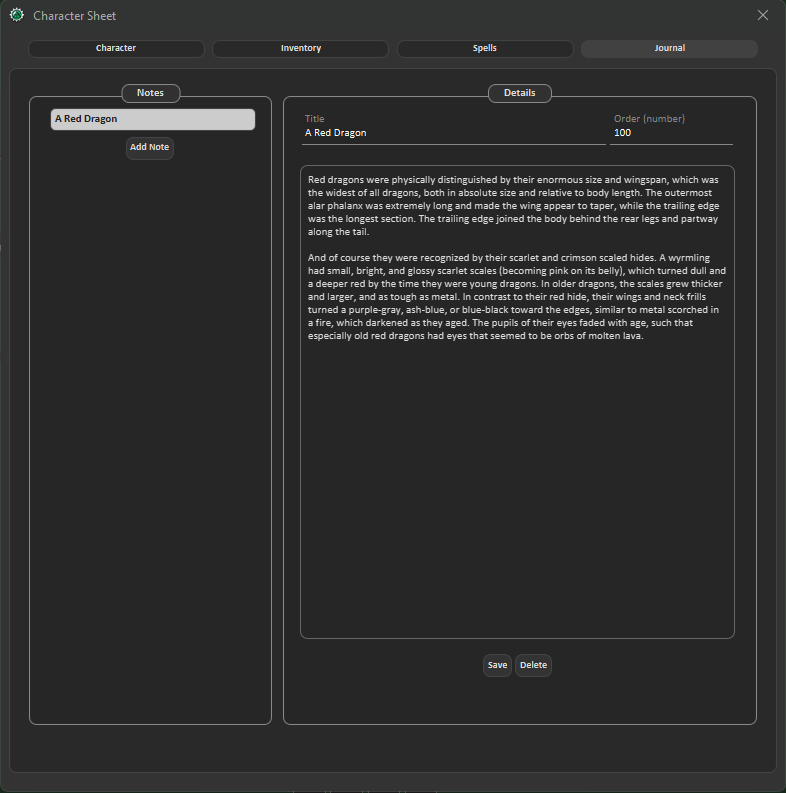 Character Sheet
Character
Inventory
Spells
Journal
Notes
A Red Dragon
Add Note
Details
Title
Order (number)
A Red Dragon
100
Red dragons were physically distinguished by their enormous size and wingspan, which was
the widest of all dragons, both in absolute size and relative to body length. The outermost
alar phalanx was extremely long and made the wing appear to taper, while the trailing edge
was the longest section. The trailing edge joined the body behind the rear legs and partway
along the tail.
And of course they were recognized by their scarlet and crimson scaled hides. A wyrmling
had small, bright, and glossy scarlet scales (becoming pink on its belly), which turned dull and
a deeper red by the time they were young dragons. In older dragons, the scales grew thicker
and larger, and as tough as metal. In contrast to their red hide, their wings and neck frills
turned a purple-gray, ash-blue, or blue-black toward the edges, similar to metal scorched in
a fire, which darkened as they aged. The pupils of their eyes faded with age, such that
especially old red dragons had eyes that seemed to be orbs of molten lava.
Save
Delete